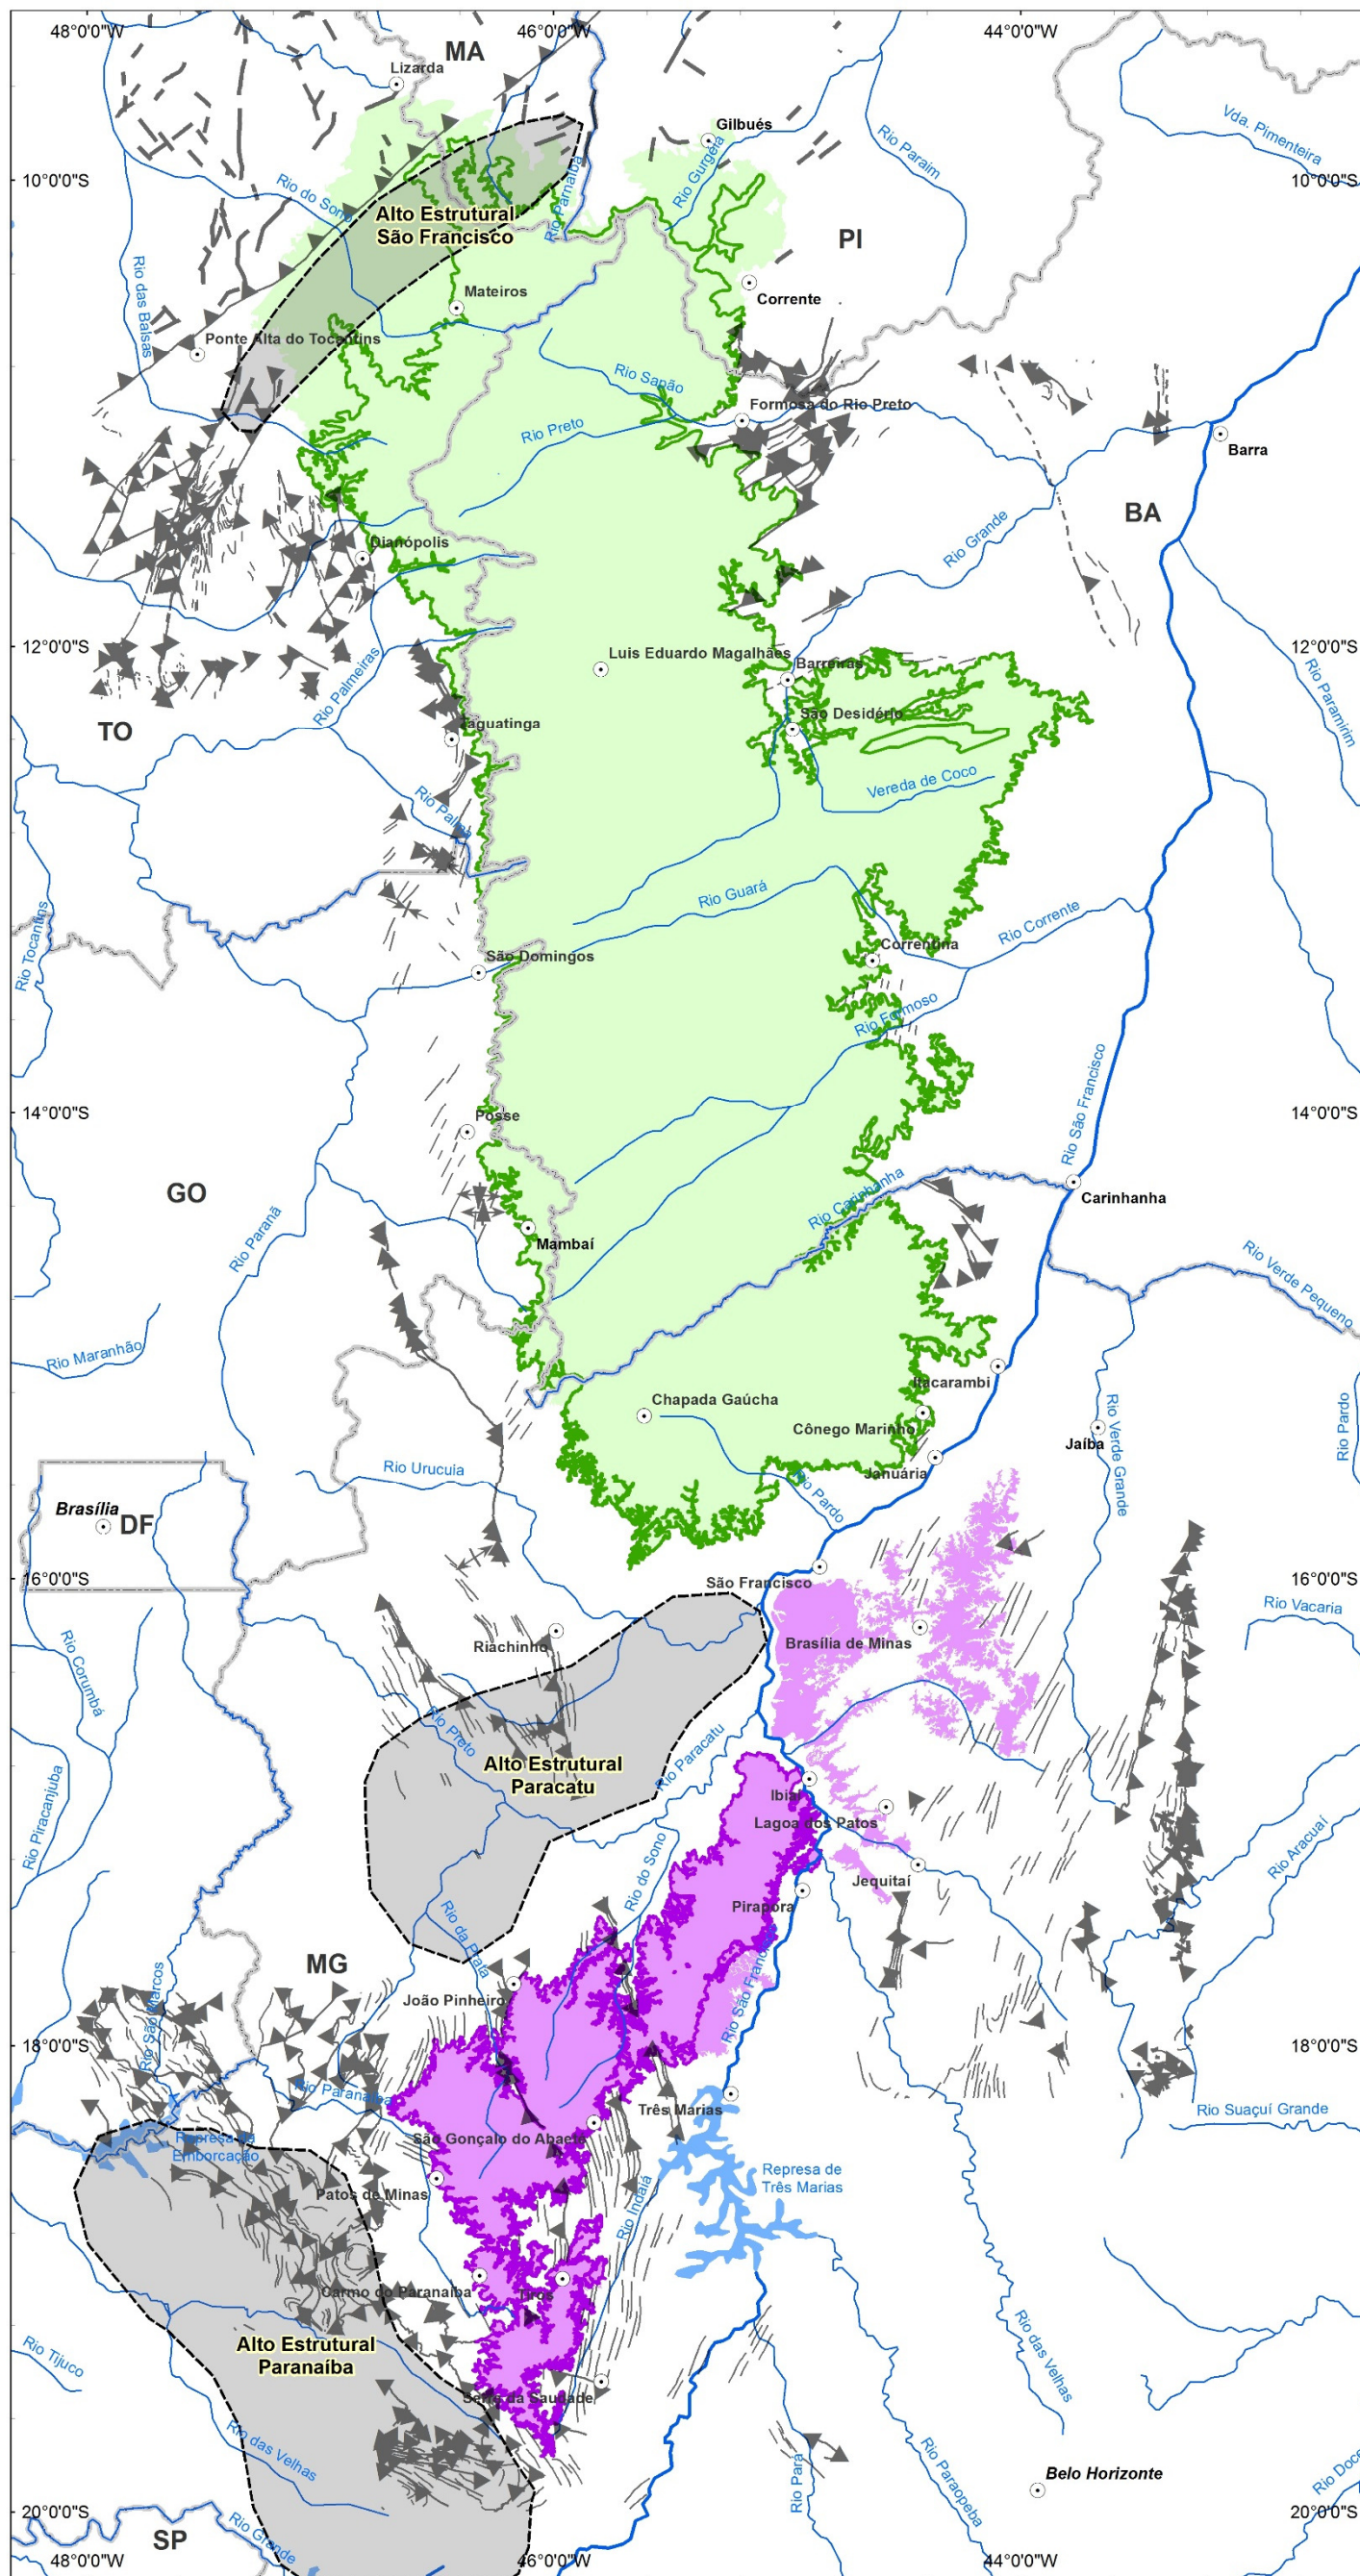 48°0'0"W
46°0'0"W
44°0'0"W
MA
Lizarda
Gilbués
Vda. Pimenteira
Rio Paraim
Rio Gurgéia
10°0'0"S
10°0'0"S
Rio do Sono
Rio Parnaíba
Alto Estrutural
São Francisco
PI
Rio das Balsas
Mateiros
Corrente
Ponte Alta do Tocantins
Rio Sapão
Formosa do Rio Preto
Rio Preto
Barra
BA
Rio Grande
Dianópolis
12°0'0"S
12°0'0"S
Luis Eduardo Magalhães
Barreiras
Rio Palmeiras
Rio Paramirim
TO
Taguatinga
São Desidério
Vereda de Coco
Rio Palma
Rio Guará
Rio Corrente
Rio Tocantins
São Domingos
Correntina
Rio Formoso
14°0'0"S
14°0'0"S
Posse
Rio São Francisco
GO
Rio Carinhanha
Carinhanha
Rio Paranã
Mambaí
Rio Verde Pequeno
Rio Maranhão
Itacarambi
Chapada Gaúcha
Cônego Marinho
Rio Verde Grande
Rio Pardo
Jaíba
Rio Urucuia
Januária
Rio Pardo
Brasília
DF
16°0'0"S
16°0'0"S
São Francisco
Rio Vacaria
Riachinho
Brasília de Minas
Rio Corumbá
Rio Preto
Rio Paracatu
Alto Estrutural
Paracatu
Rio Piracanjuba
Ibiaí
Lagoa dos Patos
Rio Araçuaí
Rio do Sono
Jequitaí
Pirapora
Rio da Prata
MG
Rio São Marcos
João Pinheiro
Rio São Francisco
18°0'0"S
18°0'0"S
Rio Paranaíba
Três Marias
Rio Suaçuí Grande
Represa da
Emborcação
São Gonçalo do Abaeté
Represa de
Três Marias
Patos de Minas
Rio Indaiá
Carmo do Paranaíba
Tiros
Alto Estrutural
Paranaíba
Rio Tijuco
Rio das Velhas
Serra da Saudade
Rio das Velhas
Rio Pará
Rio Paraopeba
Belo Horizonte
Rio Doce
20°0'0"S
20°0'0"S
SP
Rio Grande
48°0'0"W
46°0'0"W
44°0'0"W